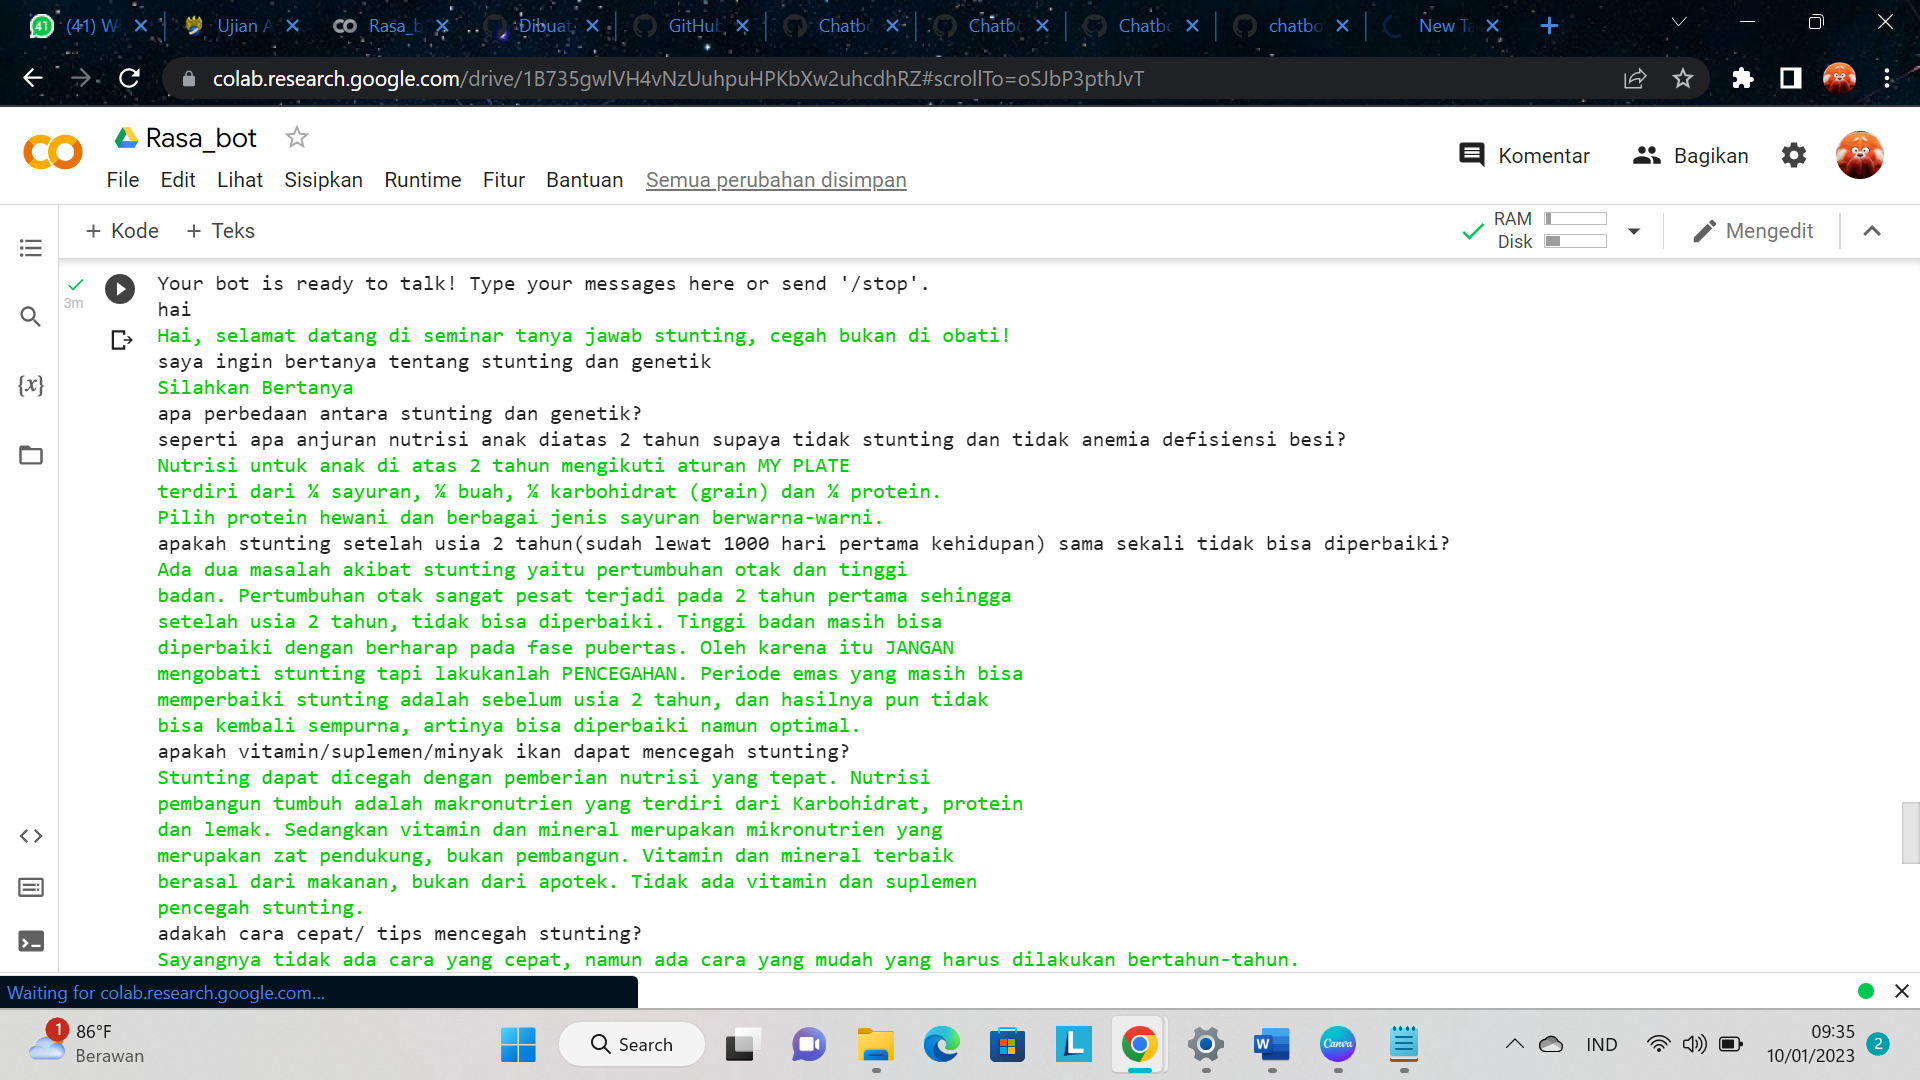 (41) W
Ujian A
Rasa_b
Dibuat
GitHu
Chatb
Chatb
Chatb
chatbo
New Ta
colab.research.google.com/drive/1B735gwlVH4vNzUuhpuHPKbXw2uhcdhRZ#scrollTo=oSJbP3pthJvT
Rasa_bot
Komentar
Bagikan
File Edit Lihat Sisipkan Runtime Fitur Bantuan Semua perubahan disimpan
+ Kode + Teks
RAM
Disk
Mengedit
3m
Your bot is ready to talk! Type your messages here or send '/stop'.
hai
Hai, selamat datang di seminar tanya jawab stunting, cegah bukan di obati!
saya ingin bertanya tentang stunting dan genetik
Silahkan Bertanya
apa perbedaan antara stunting dan genetik?
seperti apa anjuran nutrisi anak diatas 2 tahun supaya tidak stunting dan tidak anemia defisiensi besi?
Nutrisi untuk anak di atas 2 tahun mengikuti aturan MY PLATE
terdiri dari ¼ sayuran, ¼ buah, ¼ karbohidrat (grain) dan ¼ protein.
Pilih protein hewani dan berbagai jenis sayuran berwarna-warni.
apakah stunting setelah usia 2 tahun(sudah lewat 1000 hari pertama kehidupan) sama sekali tidak bisa diperbaiki?
Ada dua masalah akibat stunting yaitu pertumbuhan otak dan tinggi
badan. Pertumbuhan otak sangat pesat terjadi pada 2 tahun pertama sehingga
setelah usia 2 tahun, tidak bisa diperbaiki. Tinggi badan masih bisa
diperbaiki dengan berharap pada fase pubertas. Oleh karena itu JANGAN
mengobati stunting tapi lakukanlah PENCEGAHAN. Periode emas yang masih bisa
memperbaiki stunting adalah sebelum usia 2 tahun, dan hasilnya pun tidak
bisa kembali sempurna, artinya bisa diperbaiki namun optimal.
apakah vitamin/suplemen/minyak ikan dapat mencegah stunting?
Stunting dapat dicegah dengan pemberian nutrisi yang tepat. Nutrisi
pembangun tumbuh adalah makronutrien yang terdiri dari Karbohidrat, protein
dan lemak. Sedangkan vitamin dan mineral merupakan mikronutrien yang
merupakan zat pendukung, bukan pembangun. Vitamin dan mineral terbaik
berasal dari makanan, bukan dari apotek. Tidak ada vitamin dan suplemen
pencegah stunting.
adakah cara cepat/ tips mencegah stunting?
Sayangnya tidak ada cara yang cepat, namun ada cara yang mudah yang harus dilakukan bertahun-tahun.
Waiting for colab.research.google.com...
1
86°F
Berawan
Search
Canva
IND
09:35
10/01/2023
2